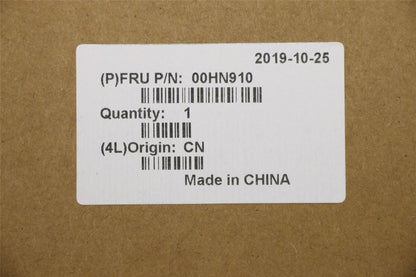 2019-10-25
(P)FRU P/N: 00HN910
Quantity: 1
(4L)Origin: CN
Made in CHINA